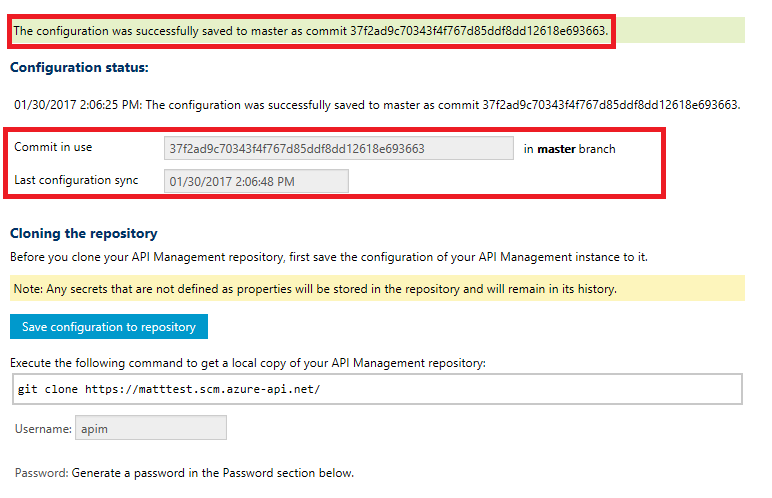 The configuration was successfully saved to master as commit 37f2ad9c70343f4f767d85ddf8dd12618e693663.
Configuration status:
01/30/2017 2:06:25 PM: The configuration was successfully saved to master as commit 37f2ad9c70343f4f767d85ddf8dd12618e693663.
Commit in use 37f2ad9c70343f4f767d85ddf8dd12618e693663 in master branch
Last configuration sync 01/30/2017 2:06:48 PM
Cloning the repository
Before you clone your API Management repository, first save the configuration of your API Management instance to it.
Note: Any secrets that are not defined as properties will be stored in the repository and will remain in its history.
Save configuration to repository
Execute the following command to get a local copy of your API Management repository:
git clone https://matttest.scm.azure-api.net/
Username: apim
Password: Generate a password in the Password section below.